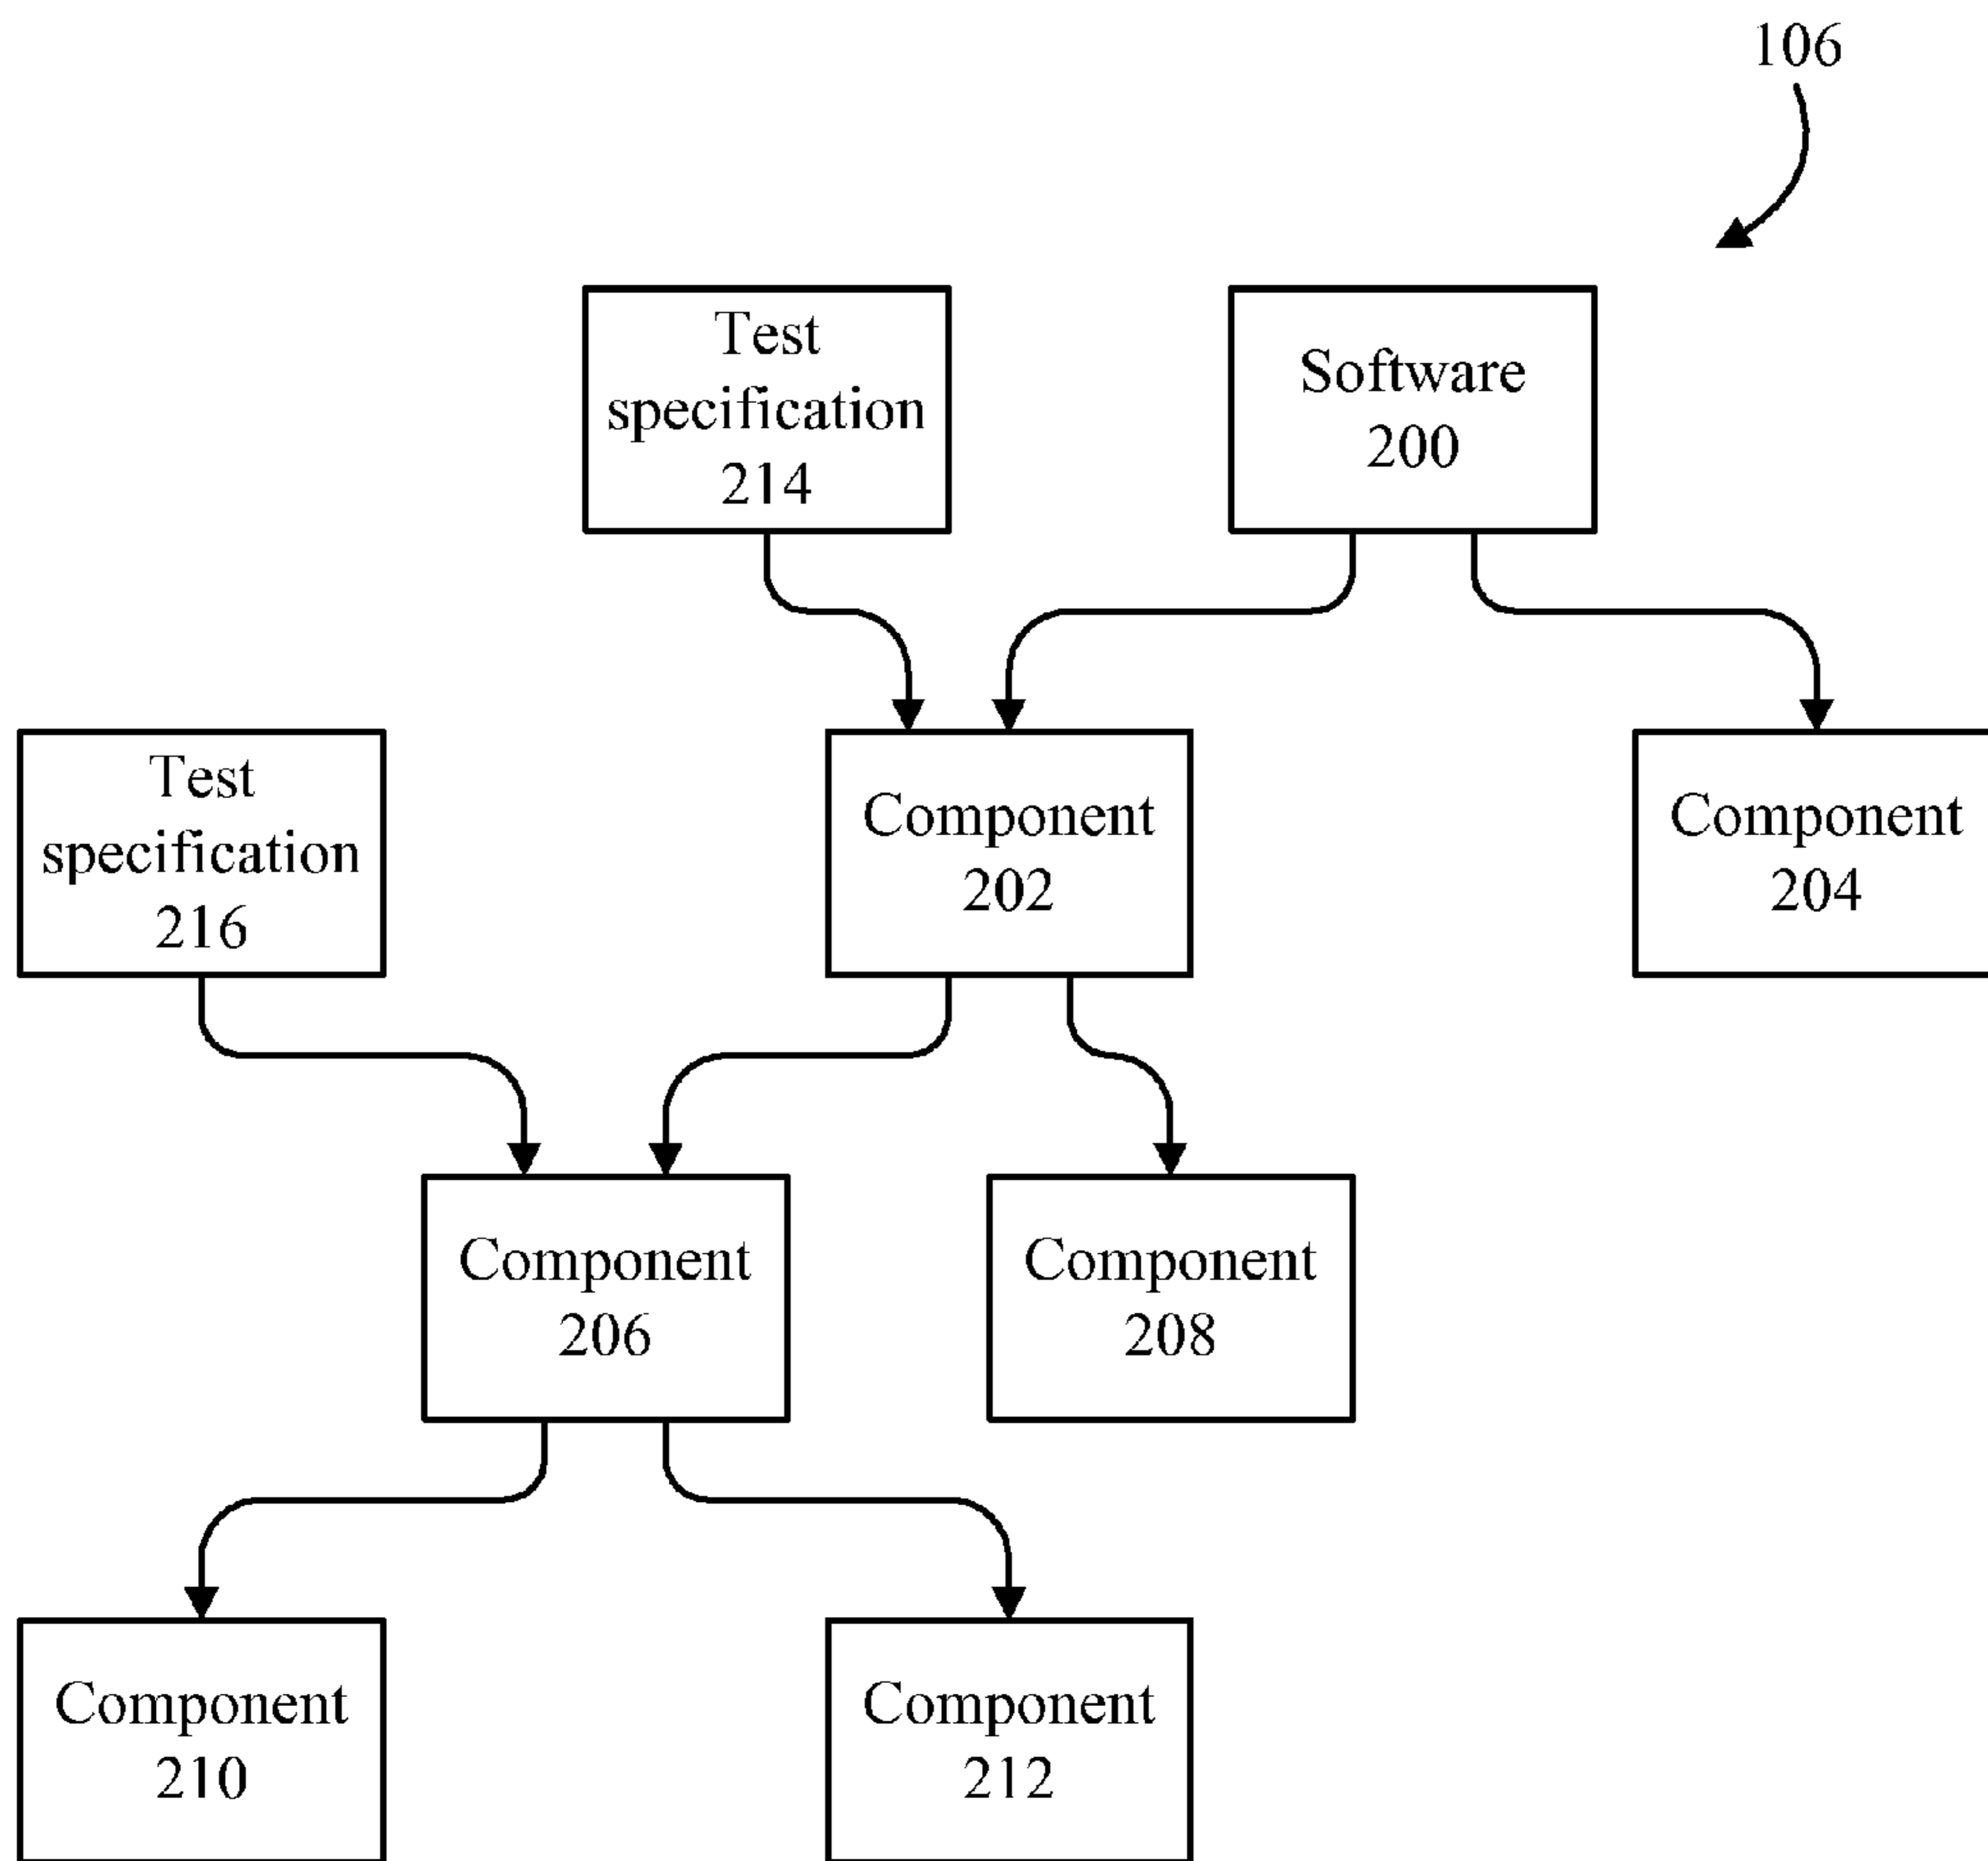 106
Test
specification
214
Software
200
Test
specification
216
Component
202
Component
204
Component
206
Component
208
Component
210
Component
212